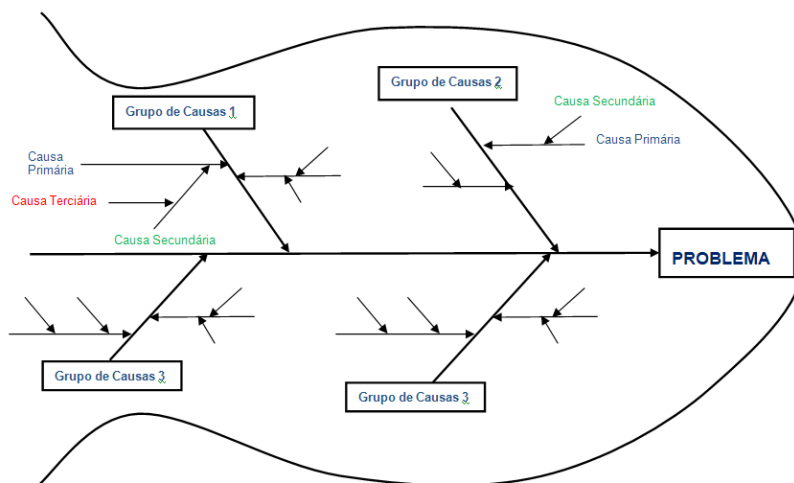 Grupo de Causas 1
Grupo de Causas 2
Causa Secundária
Causa Primária
Causa
Primária
Causa Terciária
Causa Secundária
PROBLEMA
Grupo de Causas 3
Grupo de Causas 3